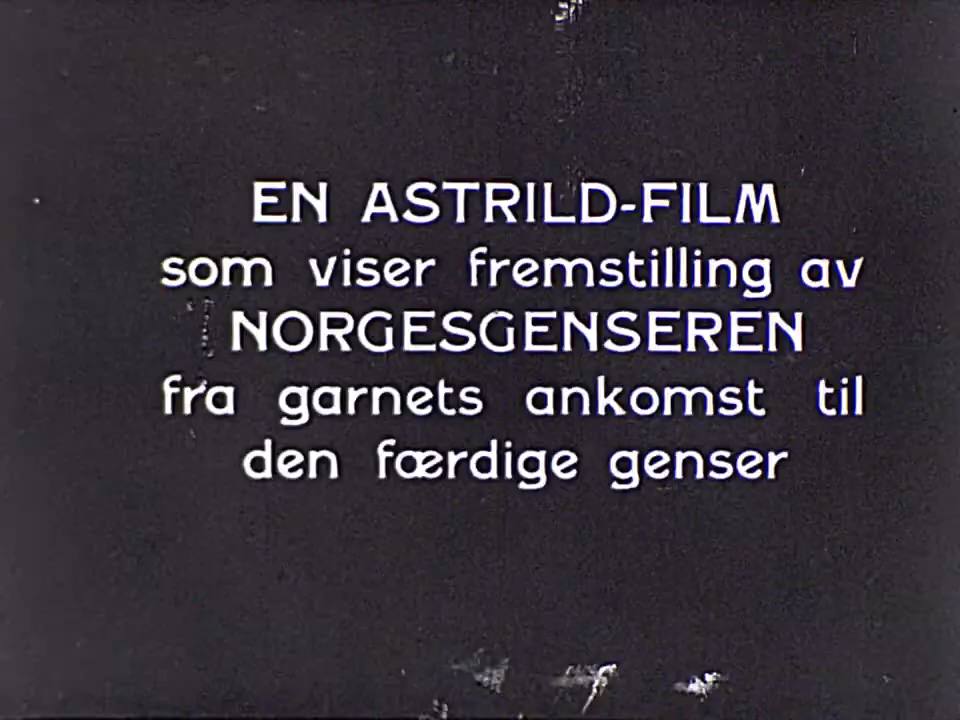 EN ASTRILD-FILM
som viser fremstilling av
NORGESGENSEREN
fra garnets ankomst til
den færdige genser